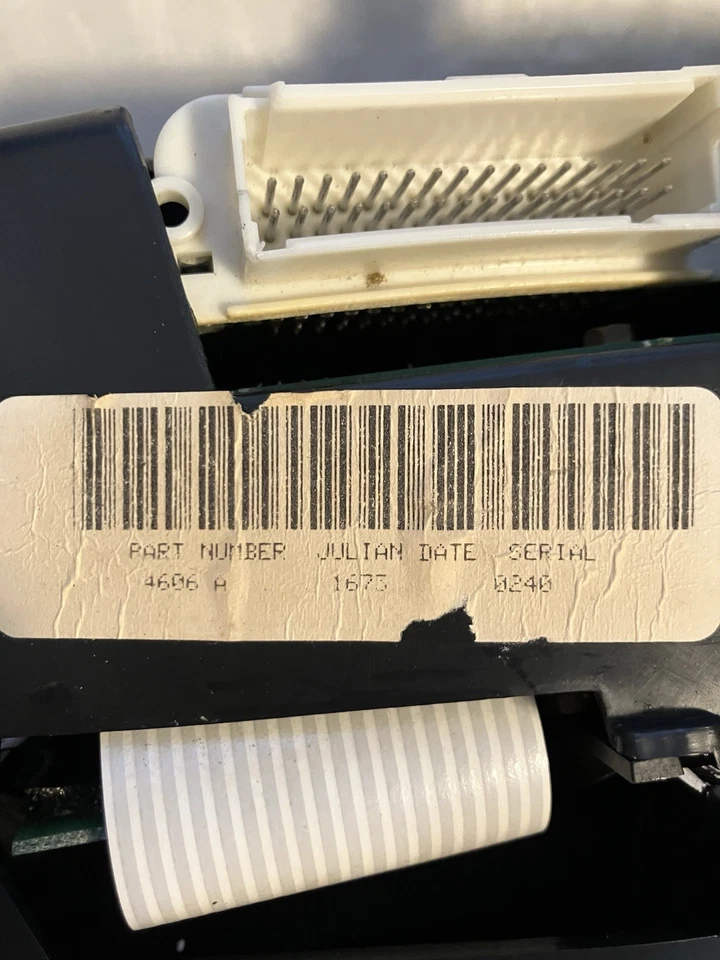 PART NUMBER JULIAN DATE SERIAL
4606 A 1673 0240